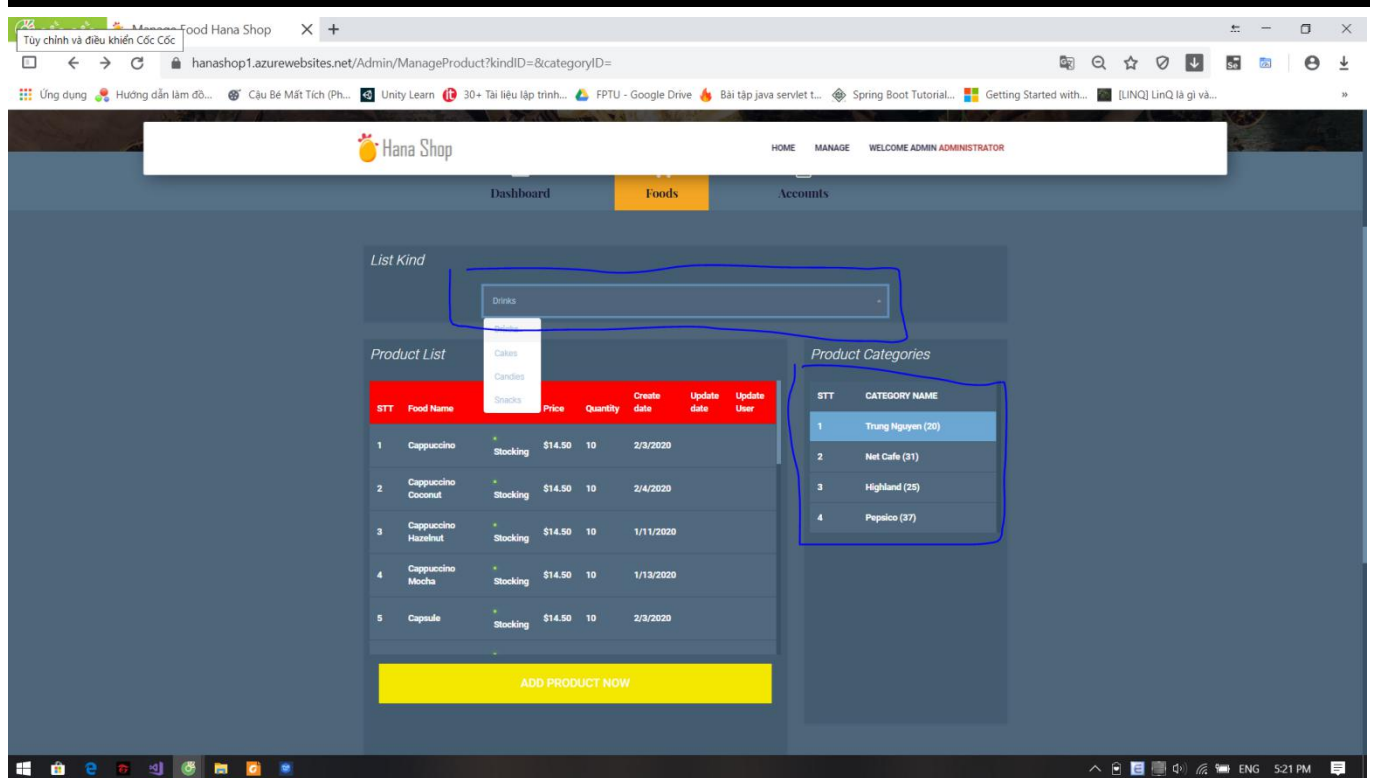 Manage Food Hana Shop
Tùy chỉnh và điều khiển Cốc Cốc
hanashop1.azurewebsites.net/Admin/ManageProduct?kindID=&categoryID=
Ứng dụng Hướng dẫn làm đồ... Cậu Bé Mất Tích (Ph... Unity Learn 30+ Tài liệu lập trình... FPTU - Google Drive Bài tập java servlet t... Spring Boot Tutorial... Getting Started with... [LINQ] LinQ là gì và... »
Hana Shop HOME MANAGE WELCOME ADMIN ADMINISTRATOR
Dashboard Foods Accounts
List Kind
Drinks
Drinks
Cakes
Candies
Snacks
Product List
STT Food Name Price Quantity Create date Update date Update User
1 Cappuccino Stocking $14.50 10 2/3/2020
2 Cappuccino Coconut Stocking $14.50 10 2/4/2020
3 Cappuccino Hazelnut Stocking $14.50 10 1/11/2020
4 Cappuccino Mocha Stocking $14.50 10 1/13/2020
5 Capsule Stocking $14.50 10 2/3/2020
ADD PRODUCT NOW
Product Categories
STT CATEGORY NAME
1 Trung Nguyen (20)
2 Net Cafe (31)
3 Highland (25)
4 Pepsico (37)
ENG 5:21 PM